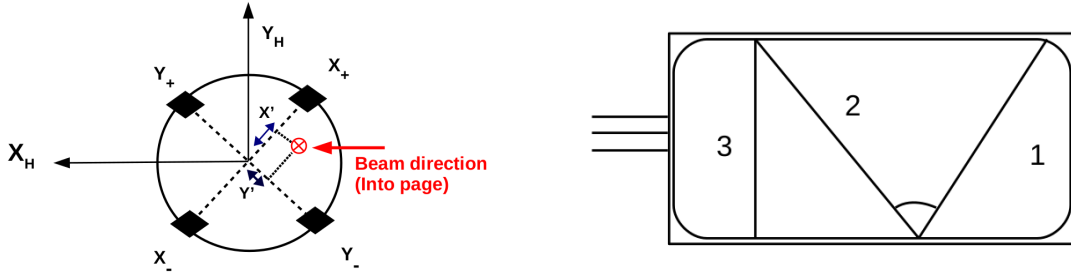 Y_H
Y_+
X_+
X'
X_H
Beam direction
(Into page)
Y'
X_-
Y_-
2
3
1